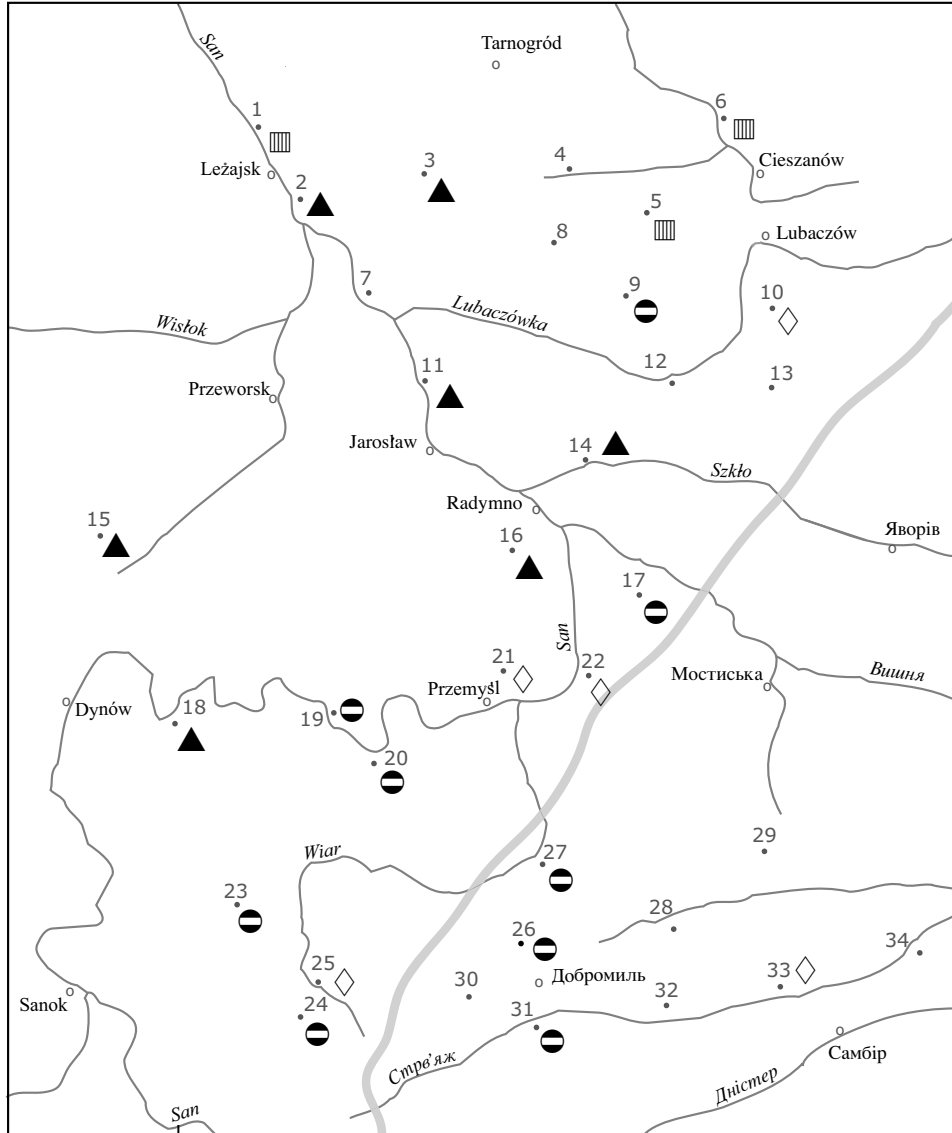 San
Tarnogród
1
6
Leżajsk
3
4
Cieszanów
2
5
8
Lubaczów
7
9
10
Lubaczówka
Wisłok
11
12
13
Przeworsk
Jarosław
14
Szkło
Radymno
15
16
Яворів
17
San
21
22
Мостиська
Вишня
Dynów
18
Przemyśl
19
20
Wiar
27
29
23
28
26
34
25
30
Добромиль
33
Sanok
24
31
32
Стрв'яж
Самбір
Дністер
San